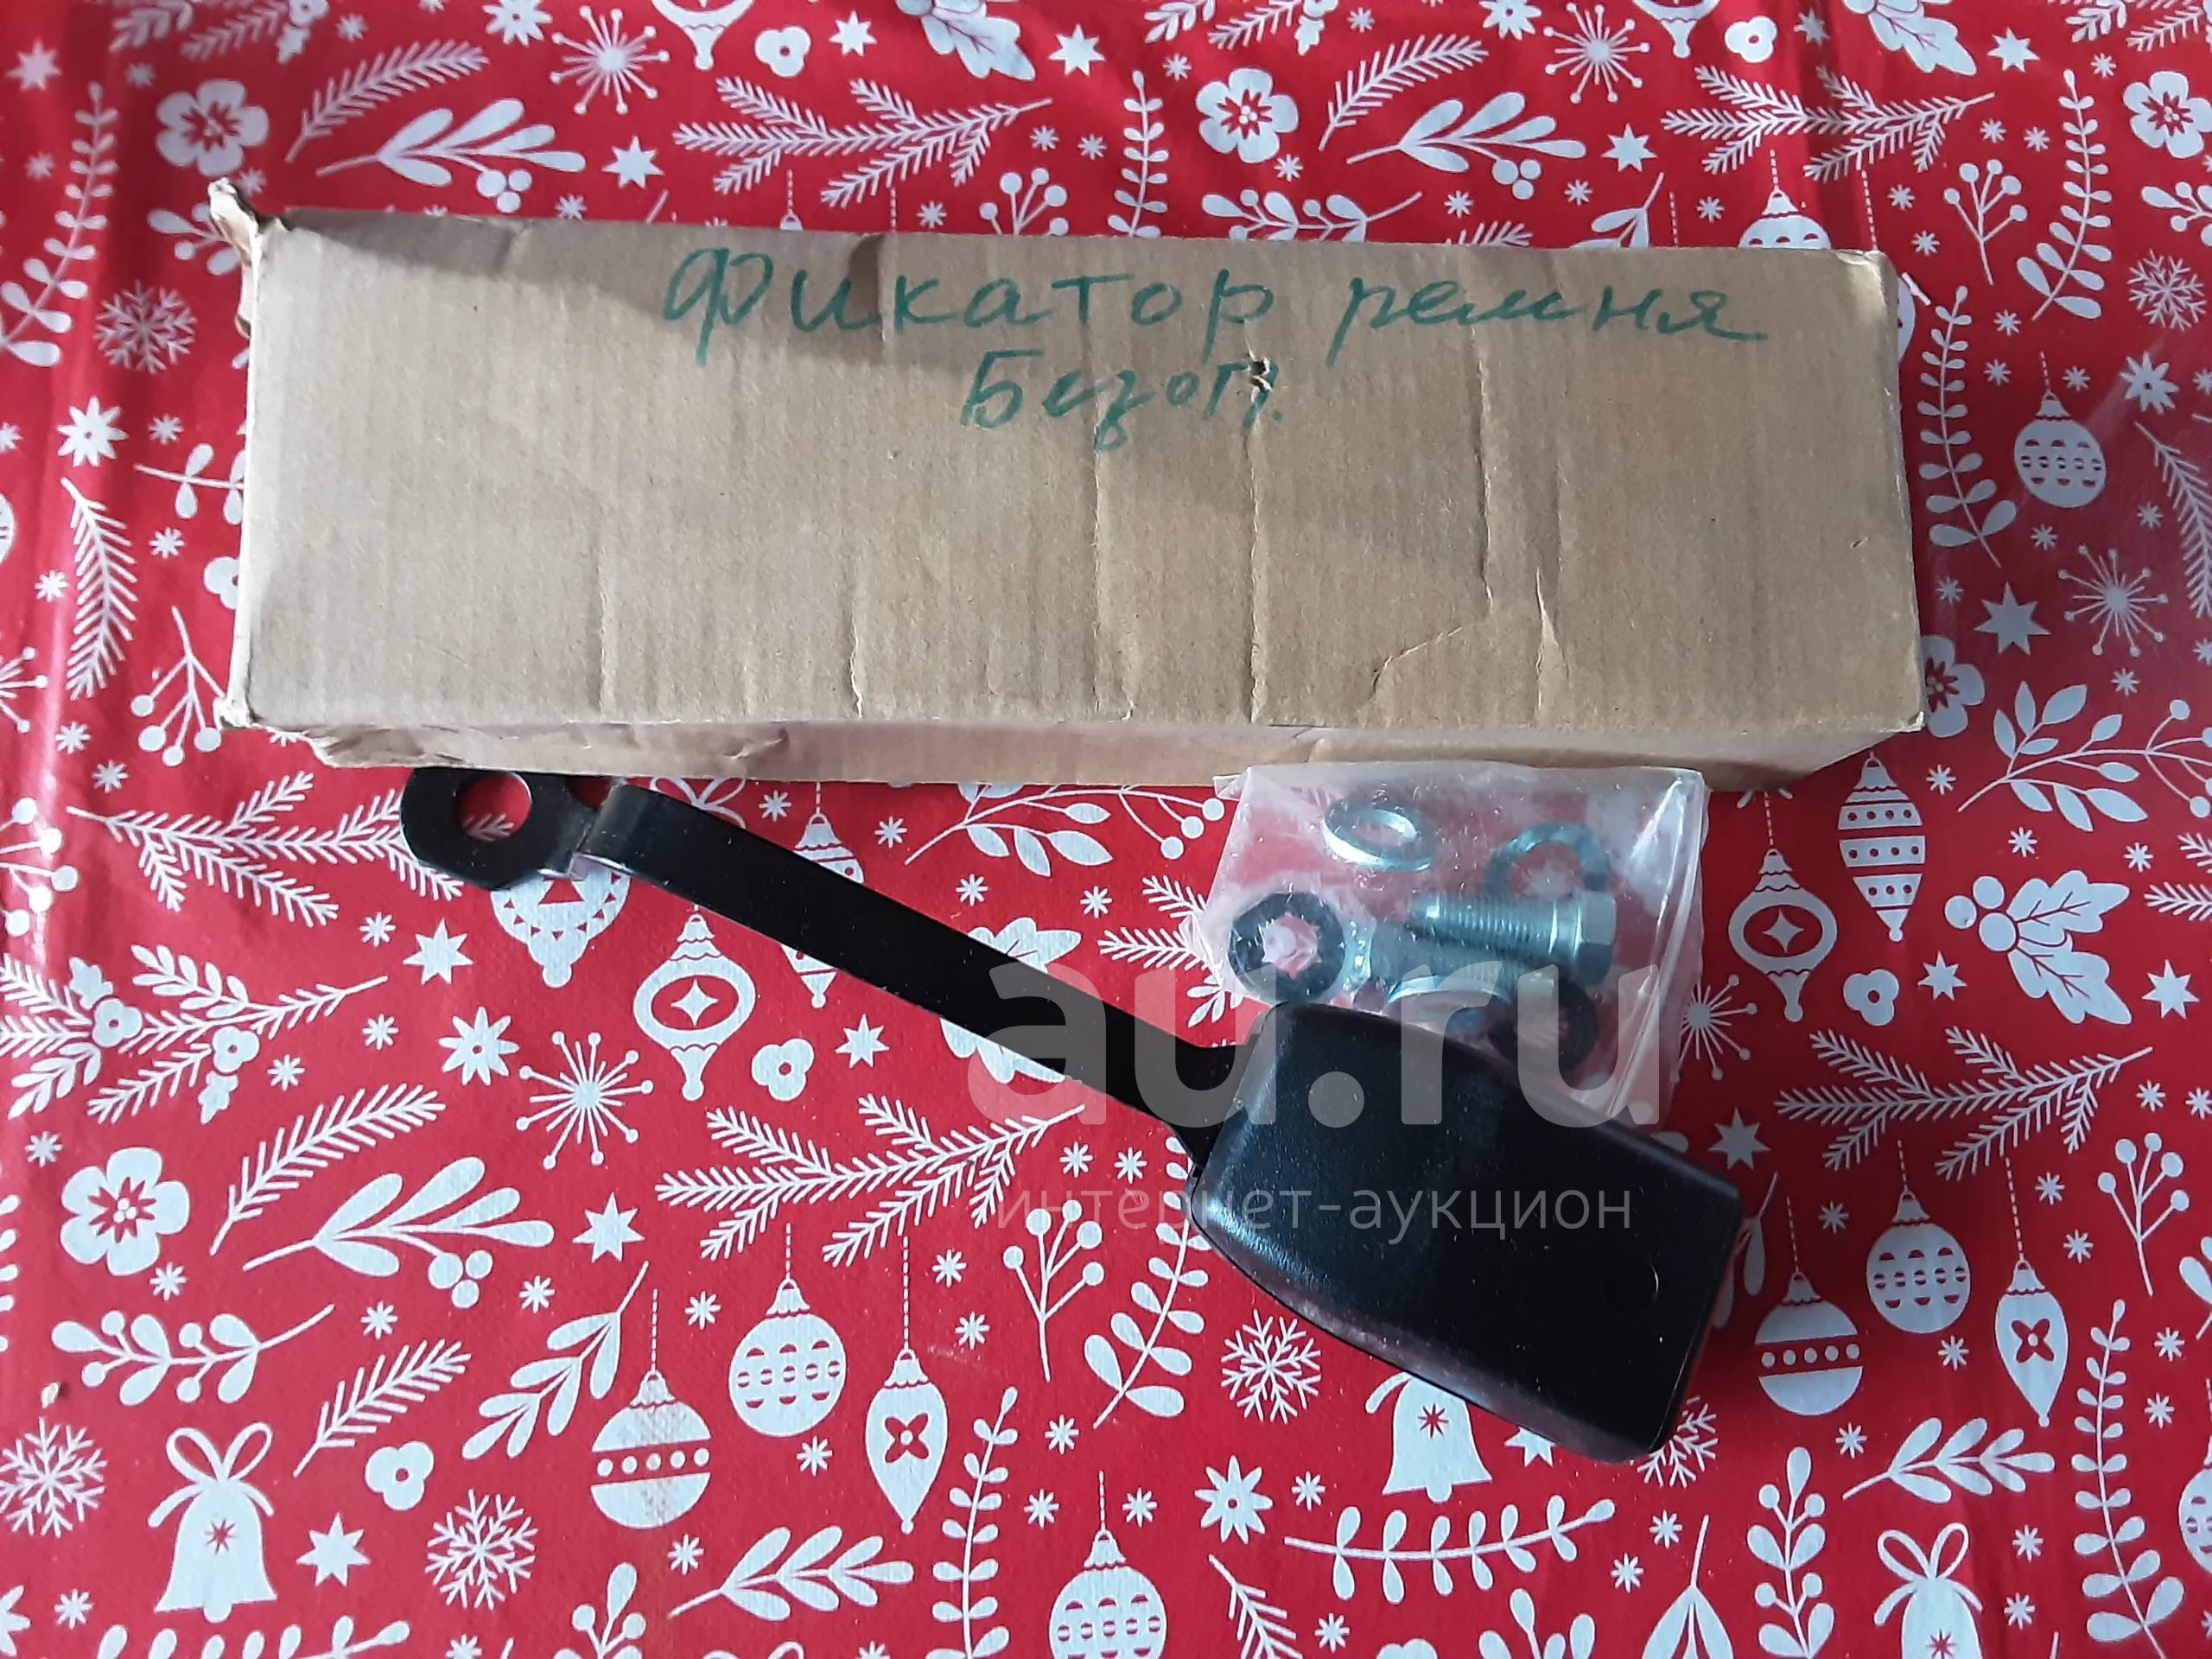 Фикатор ремня
Безоп.
au.ru
интернет-аукцион